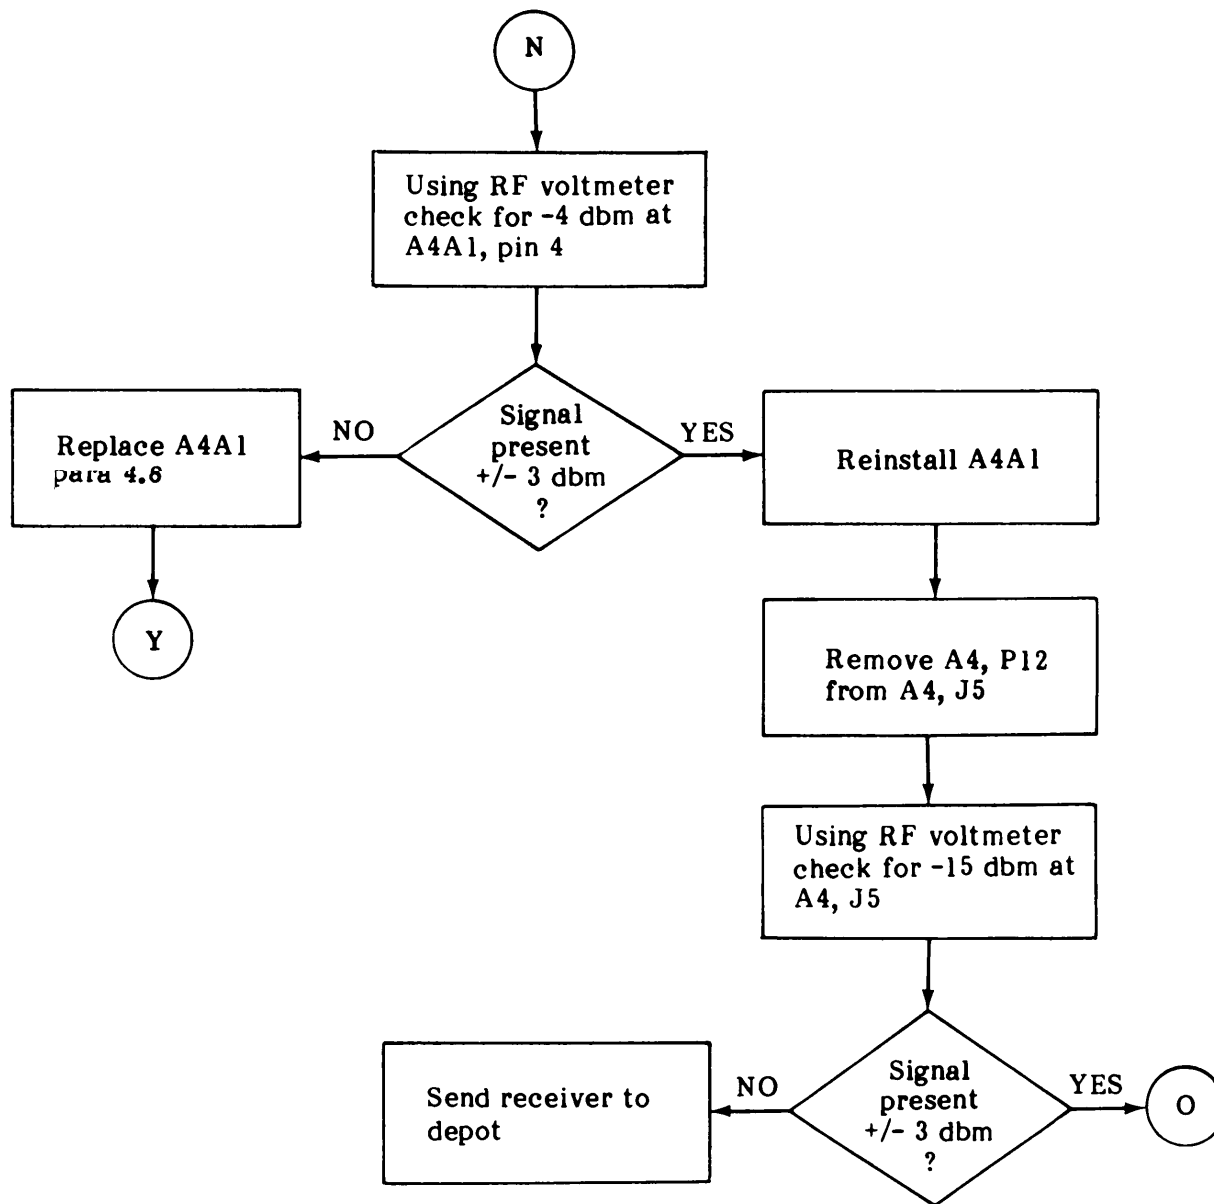 N
Using RF voltmeter
check for -4 dbm at
A4A1, pin 4
Signal
present
+/- 3 dbm
?
NO
YES
Replace A4A1
para 4.6
Reinstall A4A1
Y
Remove A4, P12
from A4, J5
Using RF voltmeter
check for -15 dbm at
A4, J5
Signal
present
+/- 3 dbm
?
NO
YES
Send receiver to
depot
O